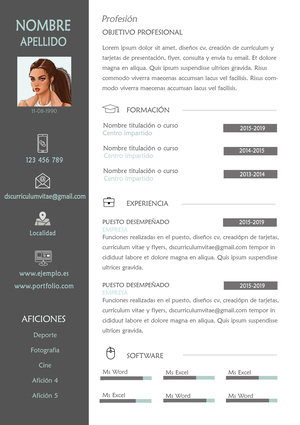 NOMBRE
APELLIDO
11-08-1990
123 456 789
dscurriculumvitae@gmail.com
Localidad
www.ejemplo.es
www.portfolio.com
AFICIONES
Deporte
Fotografía
Cine
Afición 4
Afición 5
Profesión
OBJETIVO PROFESIONAL
Lorem ipsum dolor sit amet, diseños cv, creación de currículum y
tarjetas de presentación, flyer, consulta y envía tu email. Et dolore
magna en aliqua. Quis ipsum suspendisse ultrices gravida. Risus
commodo viverra maecenas accumsan lacus vel facilisis. Risus com-
modo viverra maecenas accumsan lacus vel facilisis.
FORMACIÓN
Nombre titulación o curso 2015-2019
Centro impartido
Nombre titulación o curso 2014-2015
Centro impartido
Nombre titulación o curso 2013-2014
Centro impartido
EXPERIENCIA
PUESTO DESEMPEÑADO 2015-2019
EMPRESA
Funciones realizadas en el puesto, diseños cv, creación de tarjetas,
currículum vitae y flyers, dscurriculumvitae@gmail.com tempor in
cididuut labore et dolore magna en aliqua. Quis ipsum suspendisse
ultrices gravida.
PUESTO DESEMPEÑADO 2015-2019
EMPRESA
Funciones realizadas en el puesto, diseños cv, creación de tarjetas,
currículum vitae y flyers, dscurriculumvitae@gmail.com tempor in
cididuut labore et dolore magna en aliqua. Quis ipsum suspendisse
ultrices gravida.
SOFTWARE
Ms Word Ms Excel Ms Excel
Ms Excel Ms Word Ms Word